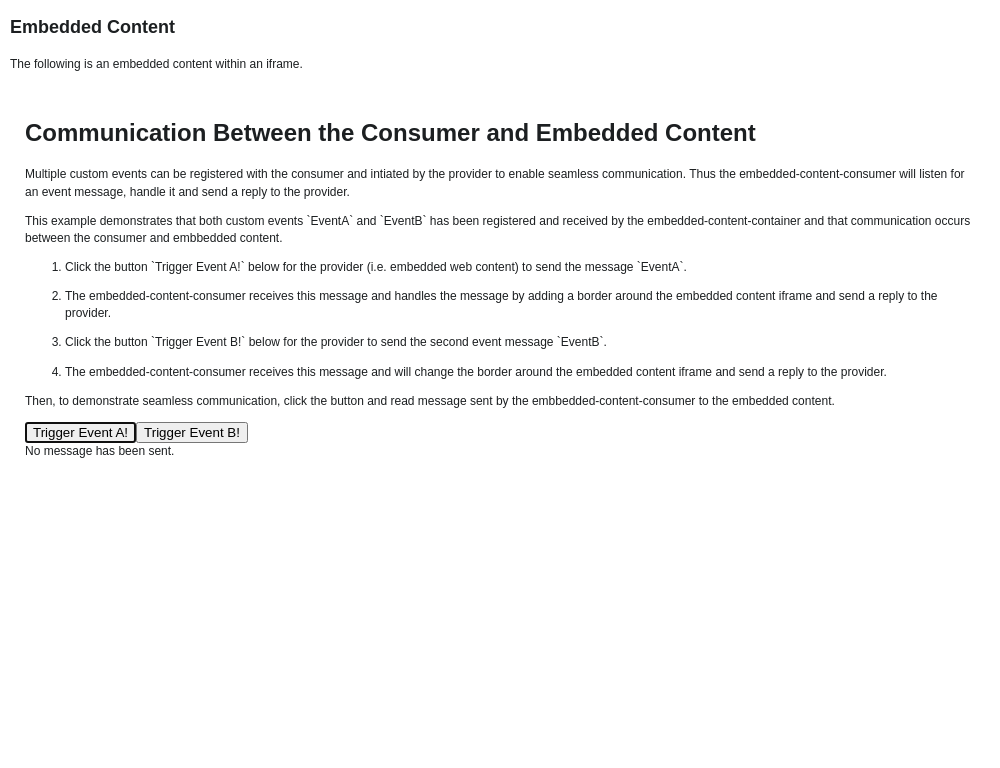 Embedded Content
The following is an embedded content within an iframe.
Communication Between the Consumer and Embedded Content
Multiple custom events can be registered with the consumer and intiated by the provider to enable seamless communication. Thus the embedded-content-consumer will listen for
an event message, handle it and send a reply to the provider.
This example demonstrates that both custom events `EventA` and `EventB` has been registered and received by the embedded-content-container and that communication occurs
between the consumer and embbedded content.
1. Click the button `Trigger Event A!` below for the provider (i.e. embedded web content) to send the message `EventA`.
2. The embedded-content-consumer receives this message and handles the message by adding a border around the embedded content iframe and send a reply to the
provider.
3. Click the button `Trigger Event B!` below for the provider to send the second event message `EventB`.
4. The embedded-content-consumer receives this message and will change the border around the embedded content iframe and send a reply to the provider.
Then, to demonstrate seamless communication, click the button and read message sent by the embbedded-content-consumer to the embedded content.
Trigger Event A! Trigger Event B!
No message has been sent.